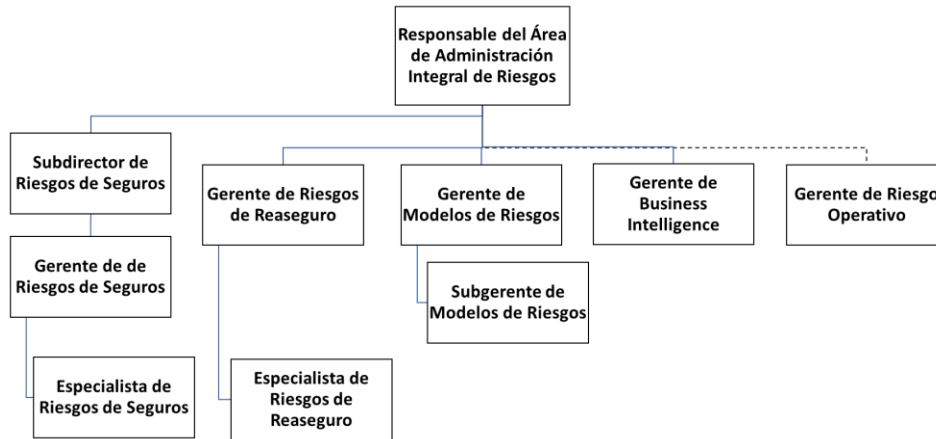 Responsable del Área
de Administración
Integral de Riesgos
Subdirector de
Riesgos de Seguros
Gerente de Riesgos
de Reaseguro
Gerente de
Modelos de Riesgos
Gerente de
Business
Intelligence
Gerente de Riesgo
Operativo
Gerente de de
Riesgos de Seguros
Subgerente de
Modelos de Riesgos
Especialista de
Riesgos de Seguros
Especialista de
Riesgos de
Reaseguro